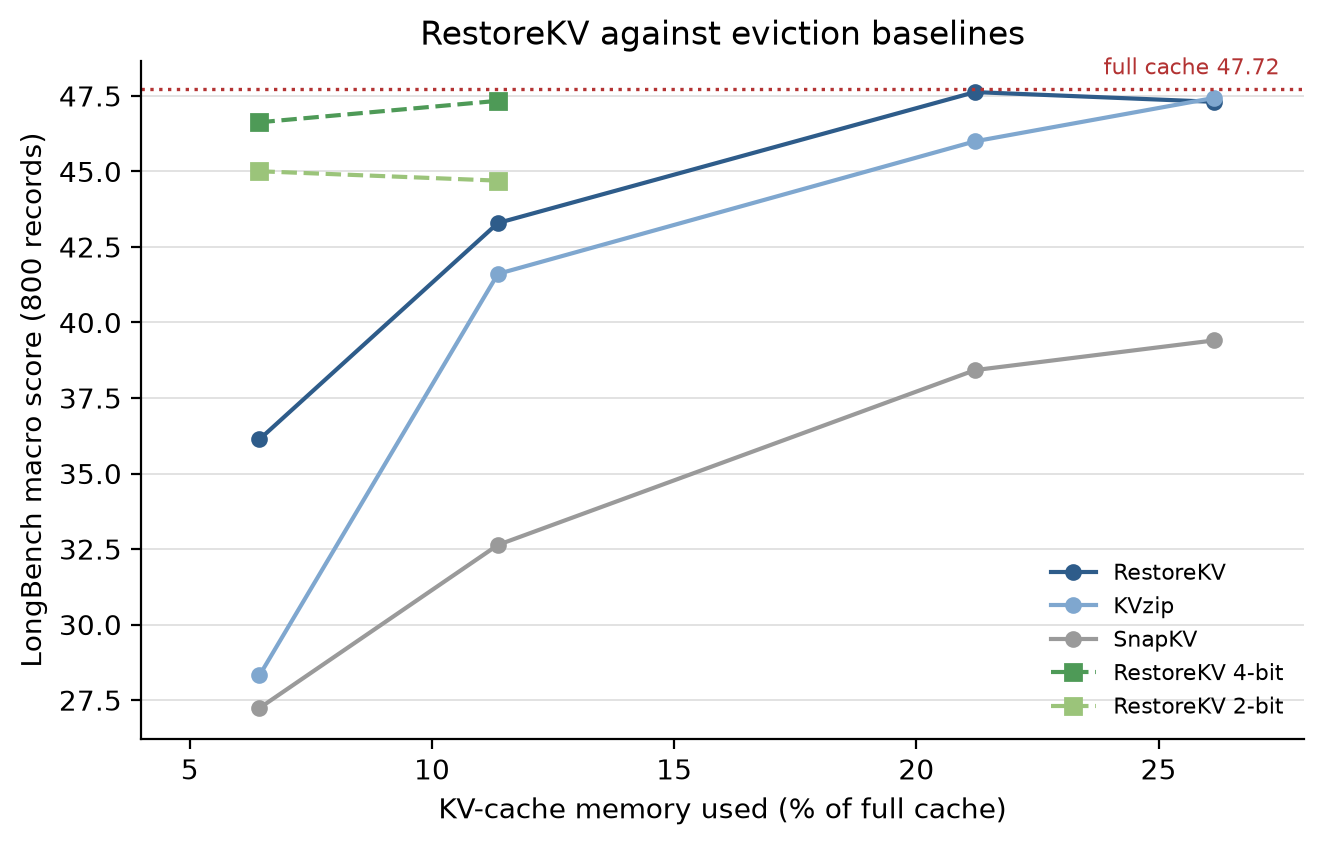 RestoreKV against eviction baselines
full cache 47.72
LongBench macro score (800 records)
47.5
45.0
42.5
40.0
37.5
35.0
32.5
30.0
27.5
RestoreKV
KVzip
SnapKV
RestoreKV 4-bit
RestoreKV 2-bit
5 10 15 20 25
KV-cache memory used (% of full cache)